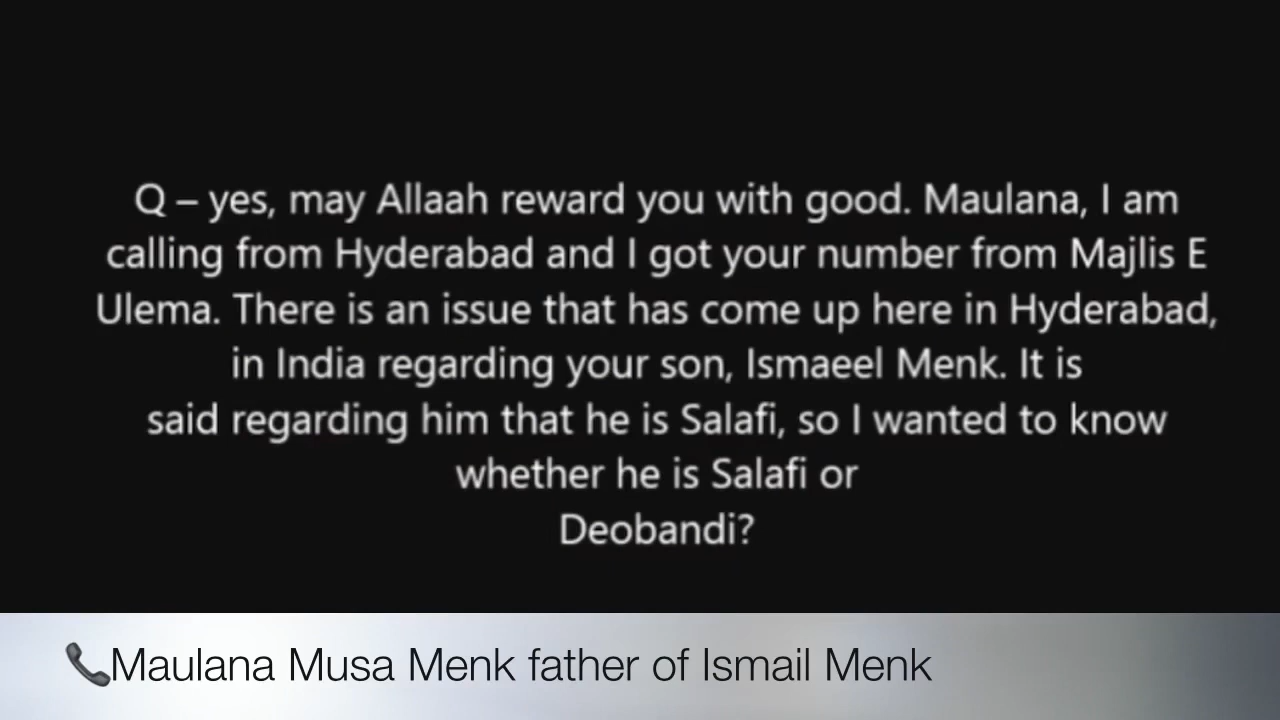 Q – yes, may Allaah reward you with good. Maulana, I am
calling from Hyderabad and I got your number from Majlis E
Ulema. There is an issue that has come up here in Hyderabad,
in India regarding your son, Ismaeel Menk. It is
said regarding him that he is Salafi, so I wanted to know
whether he is Salafi or
Deobandi?
📞Maulana Musa Menk father of Ismail Menk